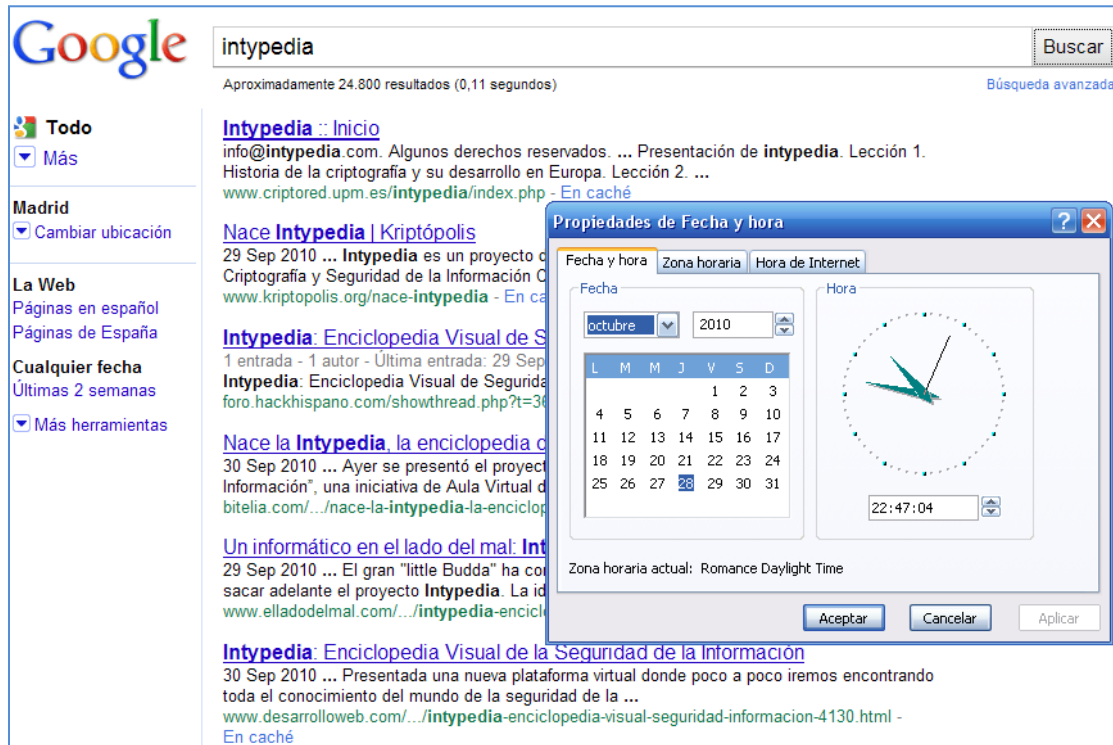 Google
intypedia
Buscar
Aproximadamente 24.800 resultados (0,11 segundos)
Búsqueda avanzada
Todo
Más
Madrid
Cambiar ubicación
La Web
Páginas en español
Páginas de España
Cualquier fecha
Últimas 2 semanas
Más herramientas
Intypedia :: Inicio
info@intypedia.com. Algunos derechos reservados. ... Presentación de intypedia. Lección 1.
Historia de la criptografía y su desarrollo en Europa. Lección 2. ...
www.criptored.upm.es/intypedia/index.php - En caché
Nace Intypedia | Kriptópolis
29 Sep 2010 ... Intypedia es un proyecto d
Criptografía y Seguridad de la Información C
www.kriptopolis.org/nace-intypedia - En ca
Intypedia: Enciclopedia Visual de S
1 entrada - 1 autor - Última entrada: 29 Sep
Intypedia: Enciclopedia Visual de Segurida
foro.hackhispano.com/showthread.php?t=36
Nace la Intypedia, la enciclopedia d
30 Sep 2010 ... Ayer se presentó el proyect
Información”, una iniciativa de Aula Virtual d
bitelia.com/.../nace-la-intypedia-la-enciclop
Un informático en el lado del mal: Int
29 Sep 2010 ... El gran "little Budda" ha co
sacar adelante el proyecto Intypedia. La id
www.elladodelmal.com/.../intypedia-encicl
Intypedia: Enciclopedia Visual de la Seguridad de la Información
30 Sep 2010 ... Presentada una nueva plataforma virtual donde poco a poco iremos encontrando
toda el conocimiento del mundo de la seguridad de la ...
www.desarrolloweb.com/.../intypedia-enciclopedia-visual-seguridad-informacion-4130.html -
En caché
Propiedades de Fecha y hora
Fecha y hora Zona horaria Hora de Internet
Fecha
octubre 2010
L M M J V S D
1 2 3
4 5 6 7 8 9 10
11 12 13 14 15 16 17
18 19 20 21 22 23 24
25 26 27 28 29 30 31
Hora
22:47:04
Zona horaria actual: Romance Daylight Time
Aceptar Cancelar Aplicar